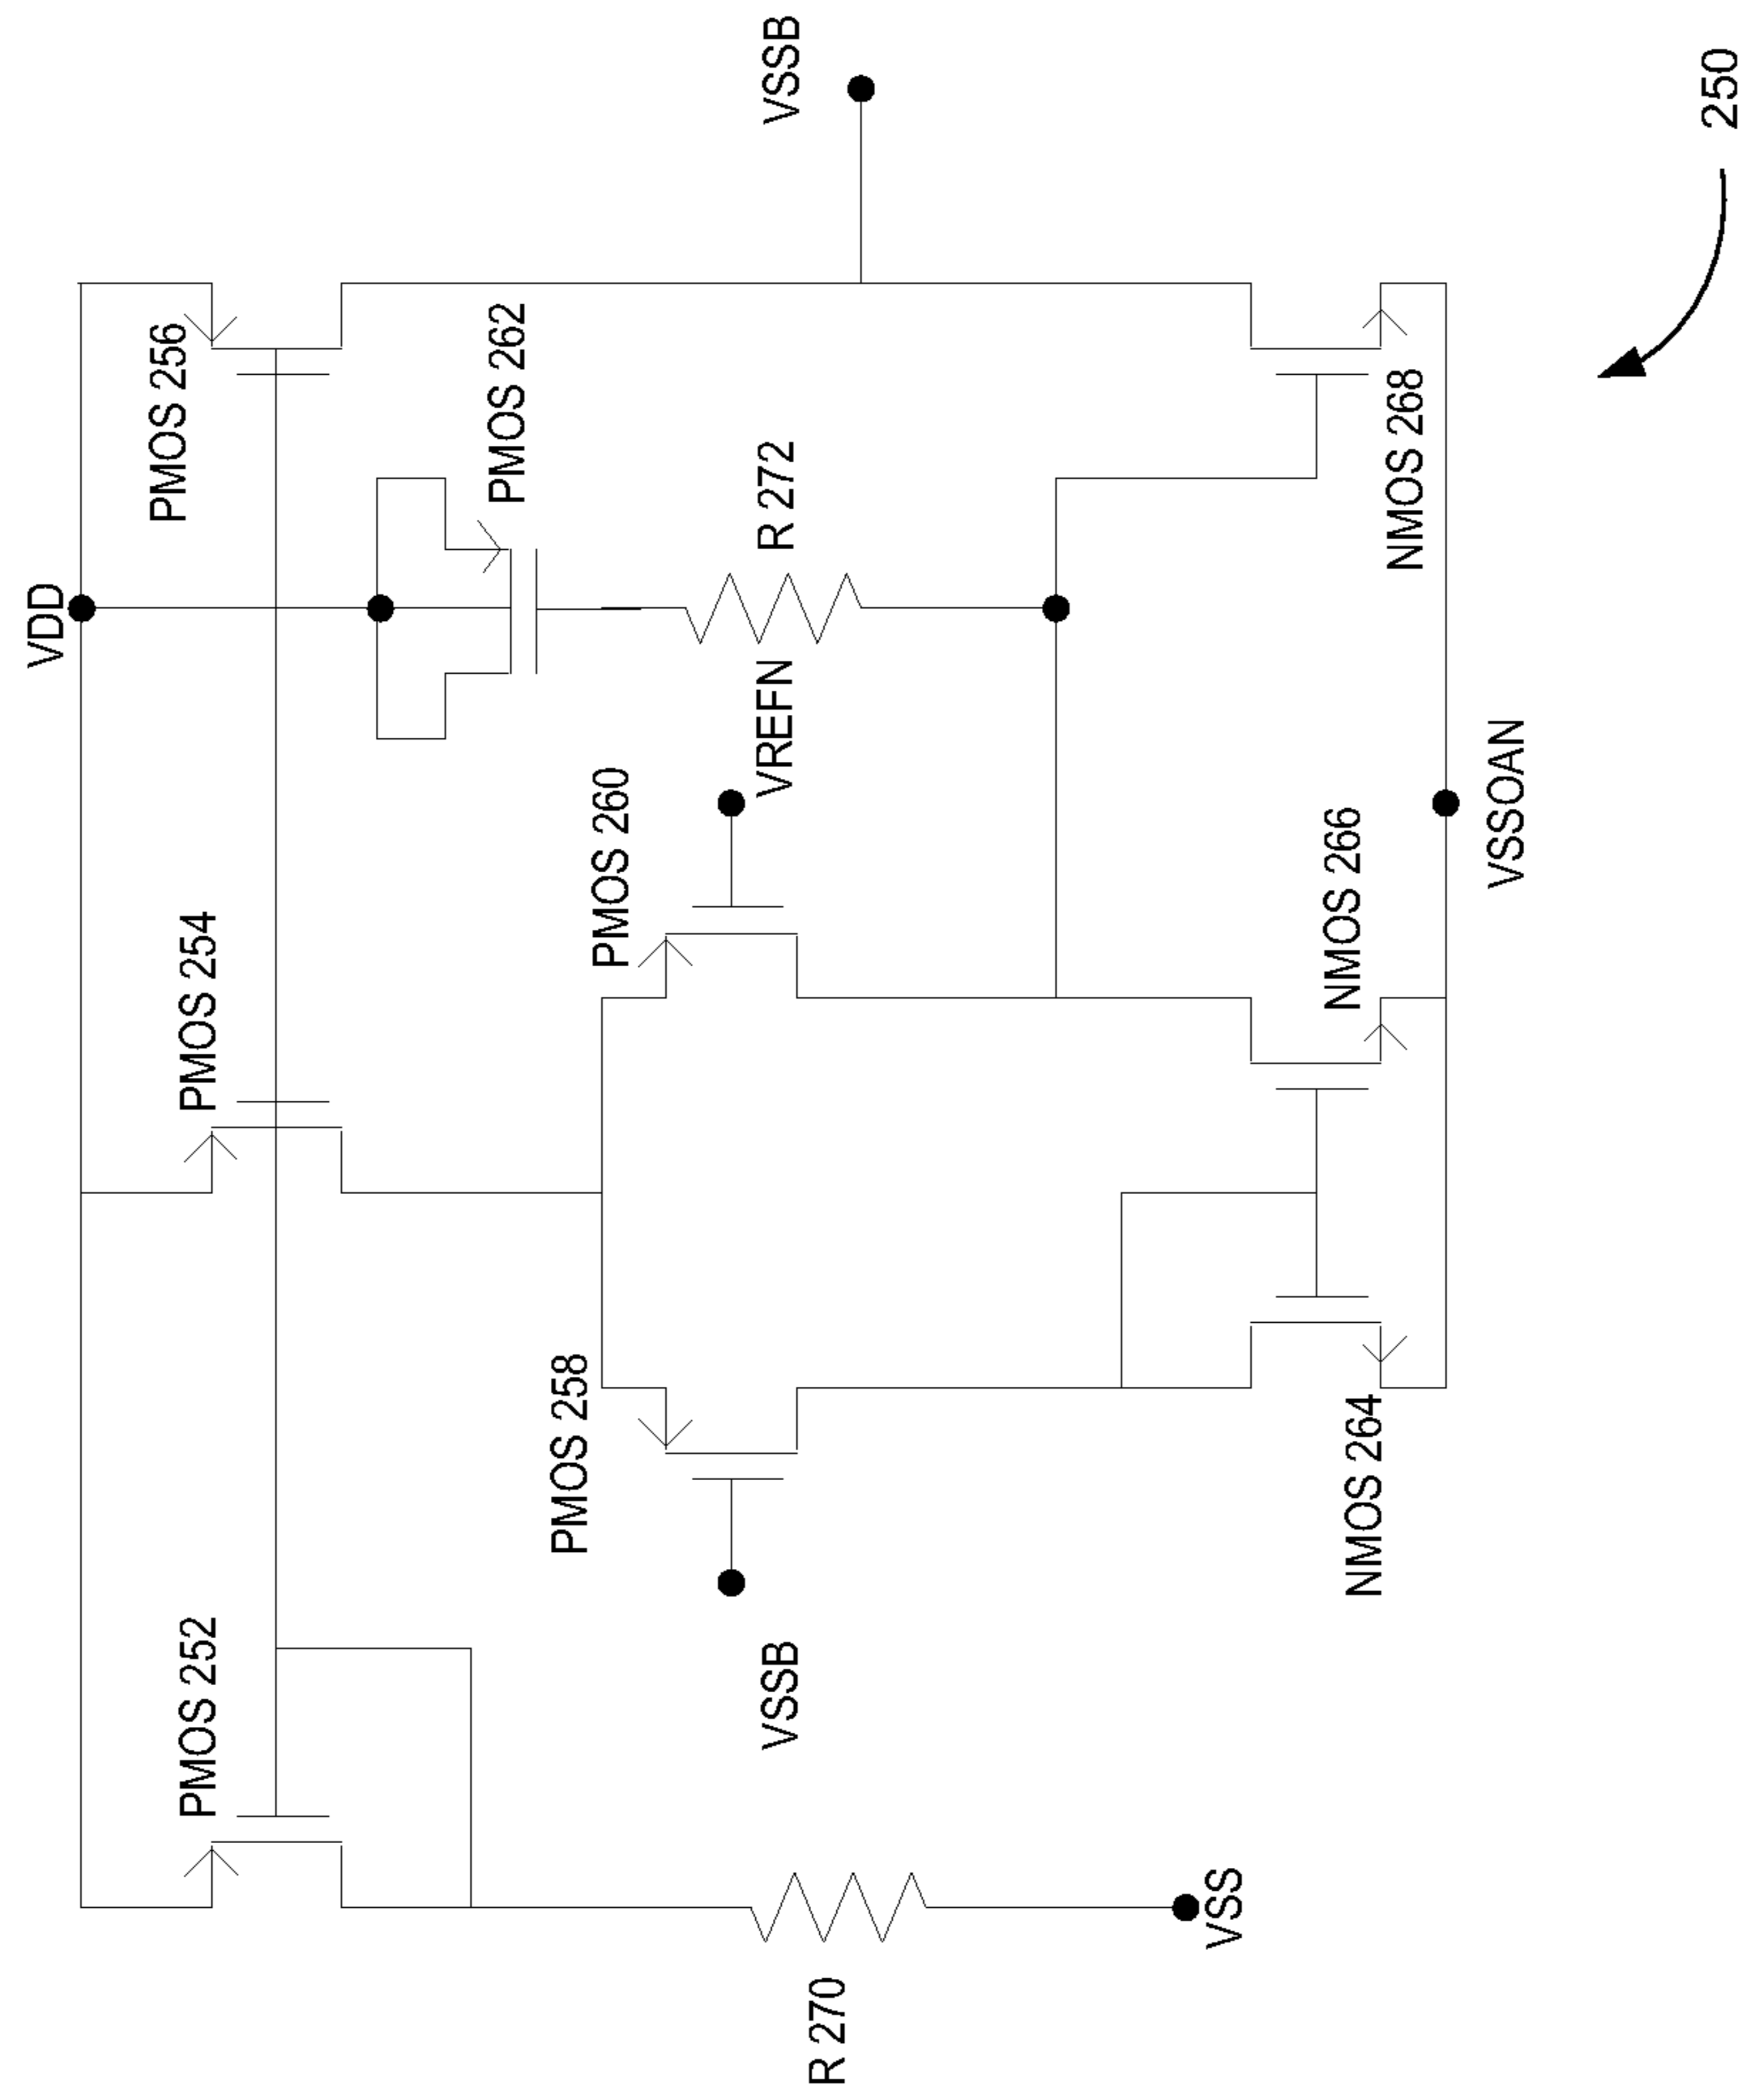 VDD
PMOS 252
PMOS 254
PMOS 256
PMOS 262
PMOS 258
PMOS 260
VSSB
VREFN
R 272
VSSB
R 270
VSS
NMOS 264
NMOS 266
NMOS 268
VSSOAN
250